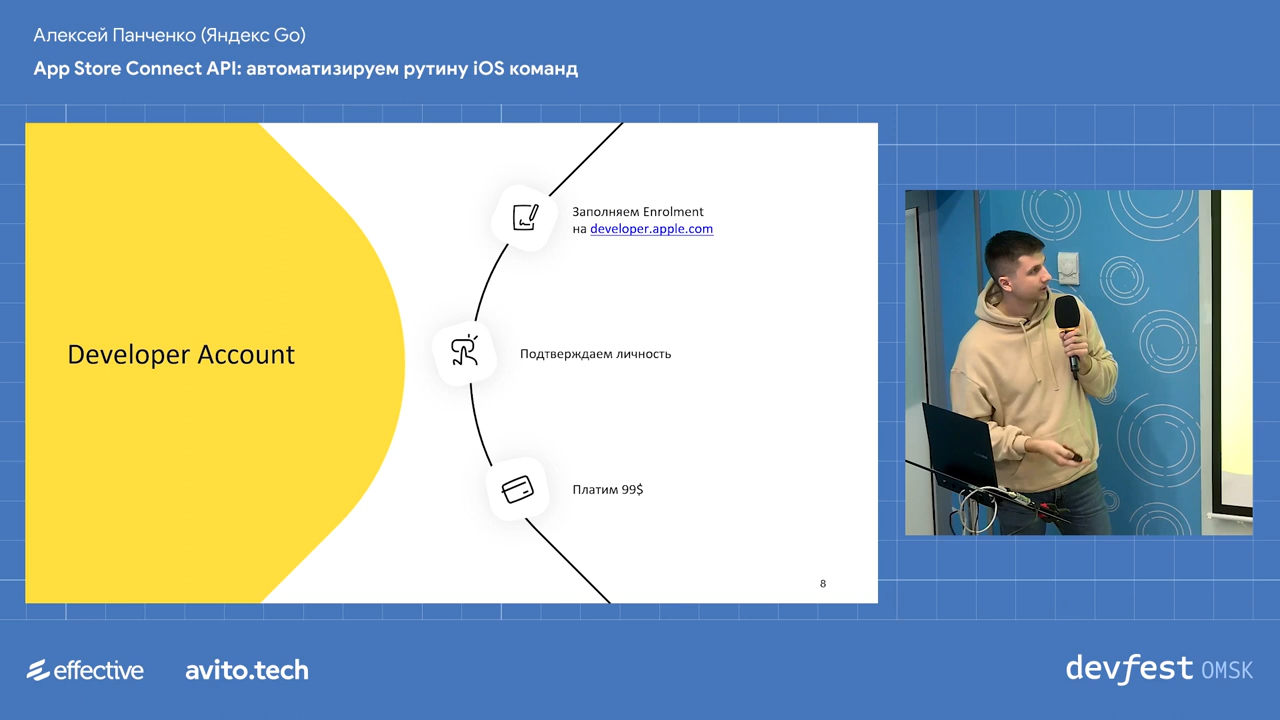 Алексей Панченко (Яндекс Go)
App Store Connect API: автоматизируем рутину iOS команд
Заполняем Enrolment
на developer.apple.com
Developer Account
Подтверждаем личность
Платим 99$
8
effective
avito.tech
devfest OMSK